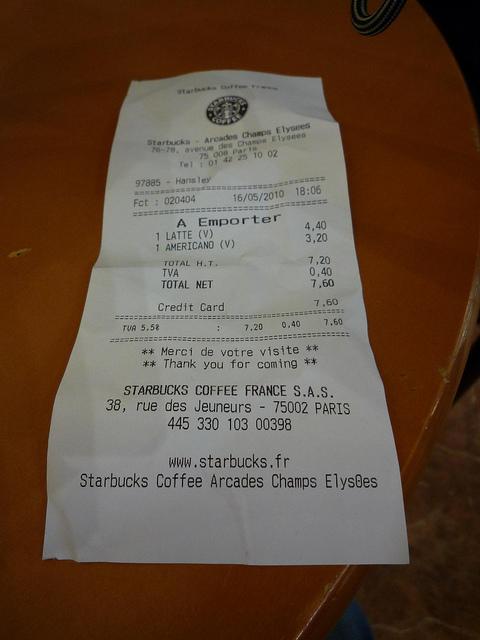 Starbucks Coffee France
STARBUCKS COFFEE
Starbucks - Arcades Champs Elysees
76-78, avenue des Champs Elysees
75 008 Paris
Tel : 01 42 25 10 02
97885 - Hansley
Fct : 020404 16/05/2010 18:06
A Emporter
1 LATTE (V) 4,40
1 AMERICANO (V) 3,20
TOTAL H.T. 7,20
TVA 0,40
TOTAL NET 7,60
Credit Card 7,60
TVA 5.5% : 7,20 0,40 7,60
** Merci de votre visite **
** Thank you for coming **
STARBUCKS COFFEE FRANCE S.A.S.
38, rue des Jeuneurs - 75002 PARIS
445 330 103 00398
www.starbucks.fr
Starbucks Coffee Arcades Champs Elys0es